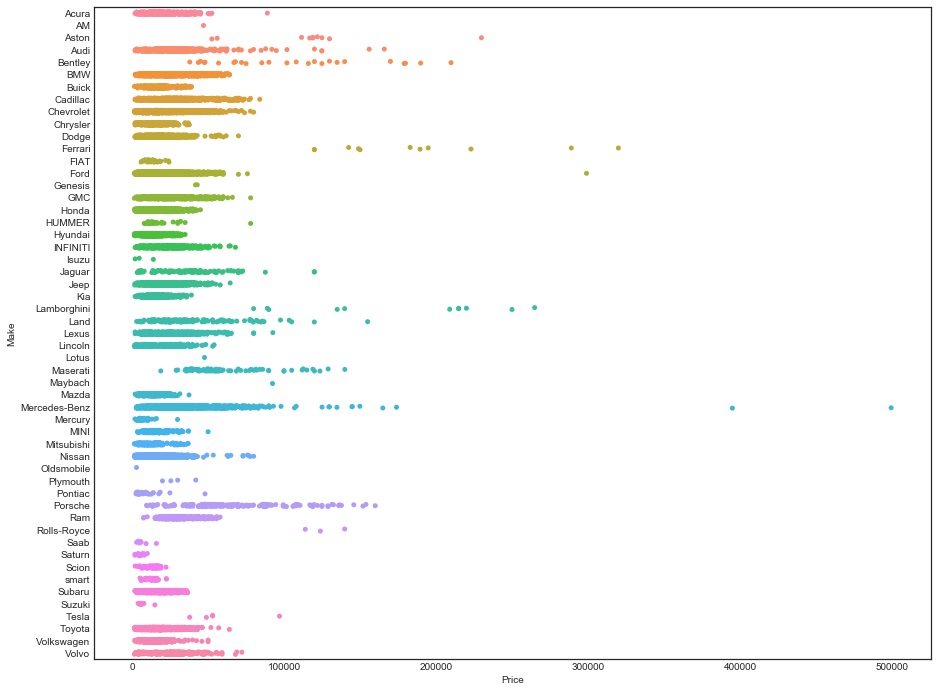 Acura
AM
Aston
Audi
Bentley
BMW
Buick
Cadillac
Chevrolet
Chrysler
Dodge
Ferrari
FIAT
Ford
Genesis
GMC
Honda
HUMMER
Hyundai
INFINITI
Isuzu
Jaguar
Jeep
Kia
Lamborghini
Land
Lexus
Lincoln
Lotus
Maserati
Maybach
Mazda
Mercedes-Benz
Mercury
MINI
Mitsubishi
Nissan
Oldsmobile
Plymouth
Pontiac
Porsche
Ram
Rolls-Royce
Saab
Saturn
Scion
smart
Subaru
Suzuki
Tesla
Toyota
Volkswagen
Volvo
Make
0 100000 200000 300000 400000 500000
Price